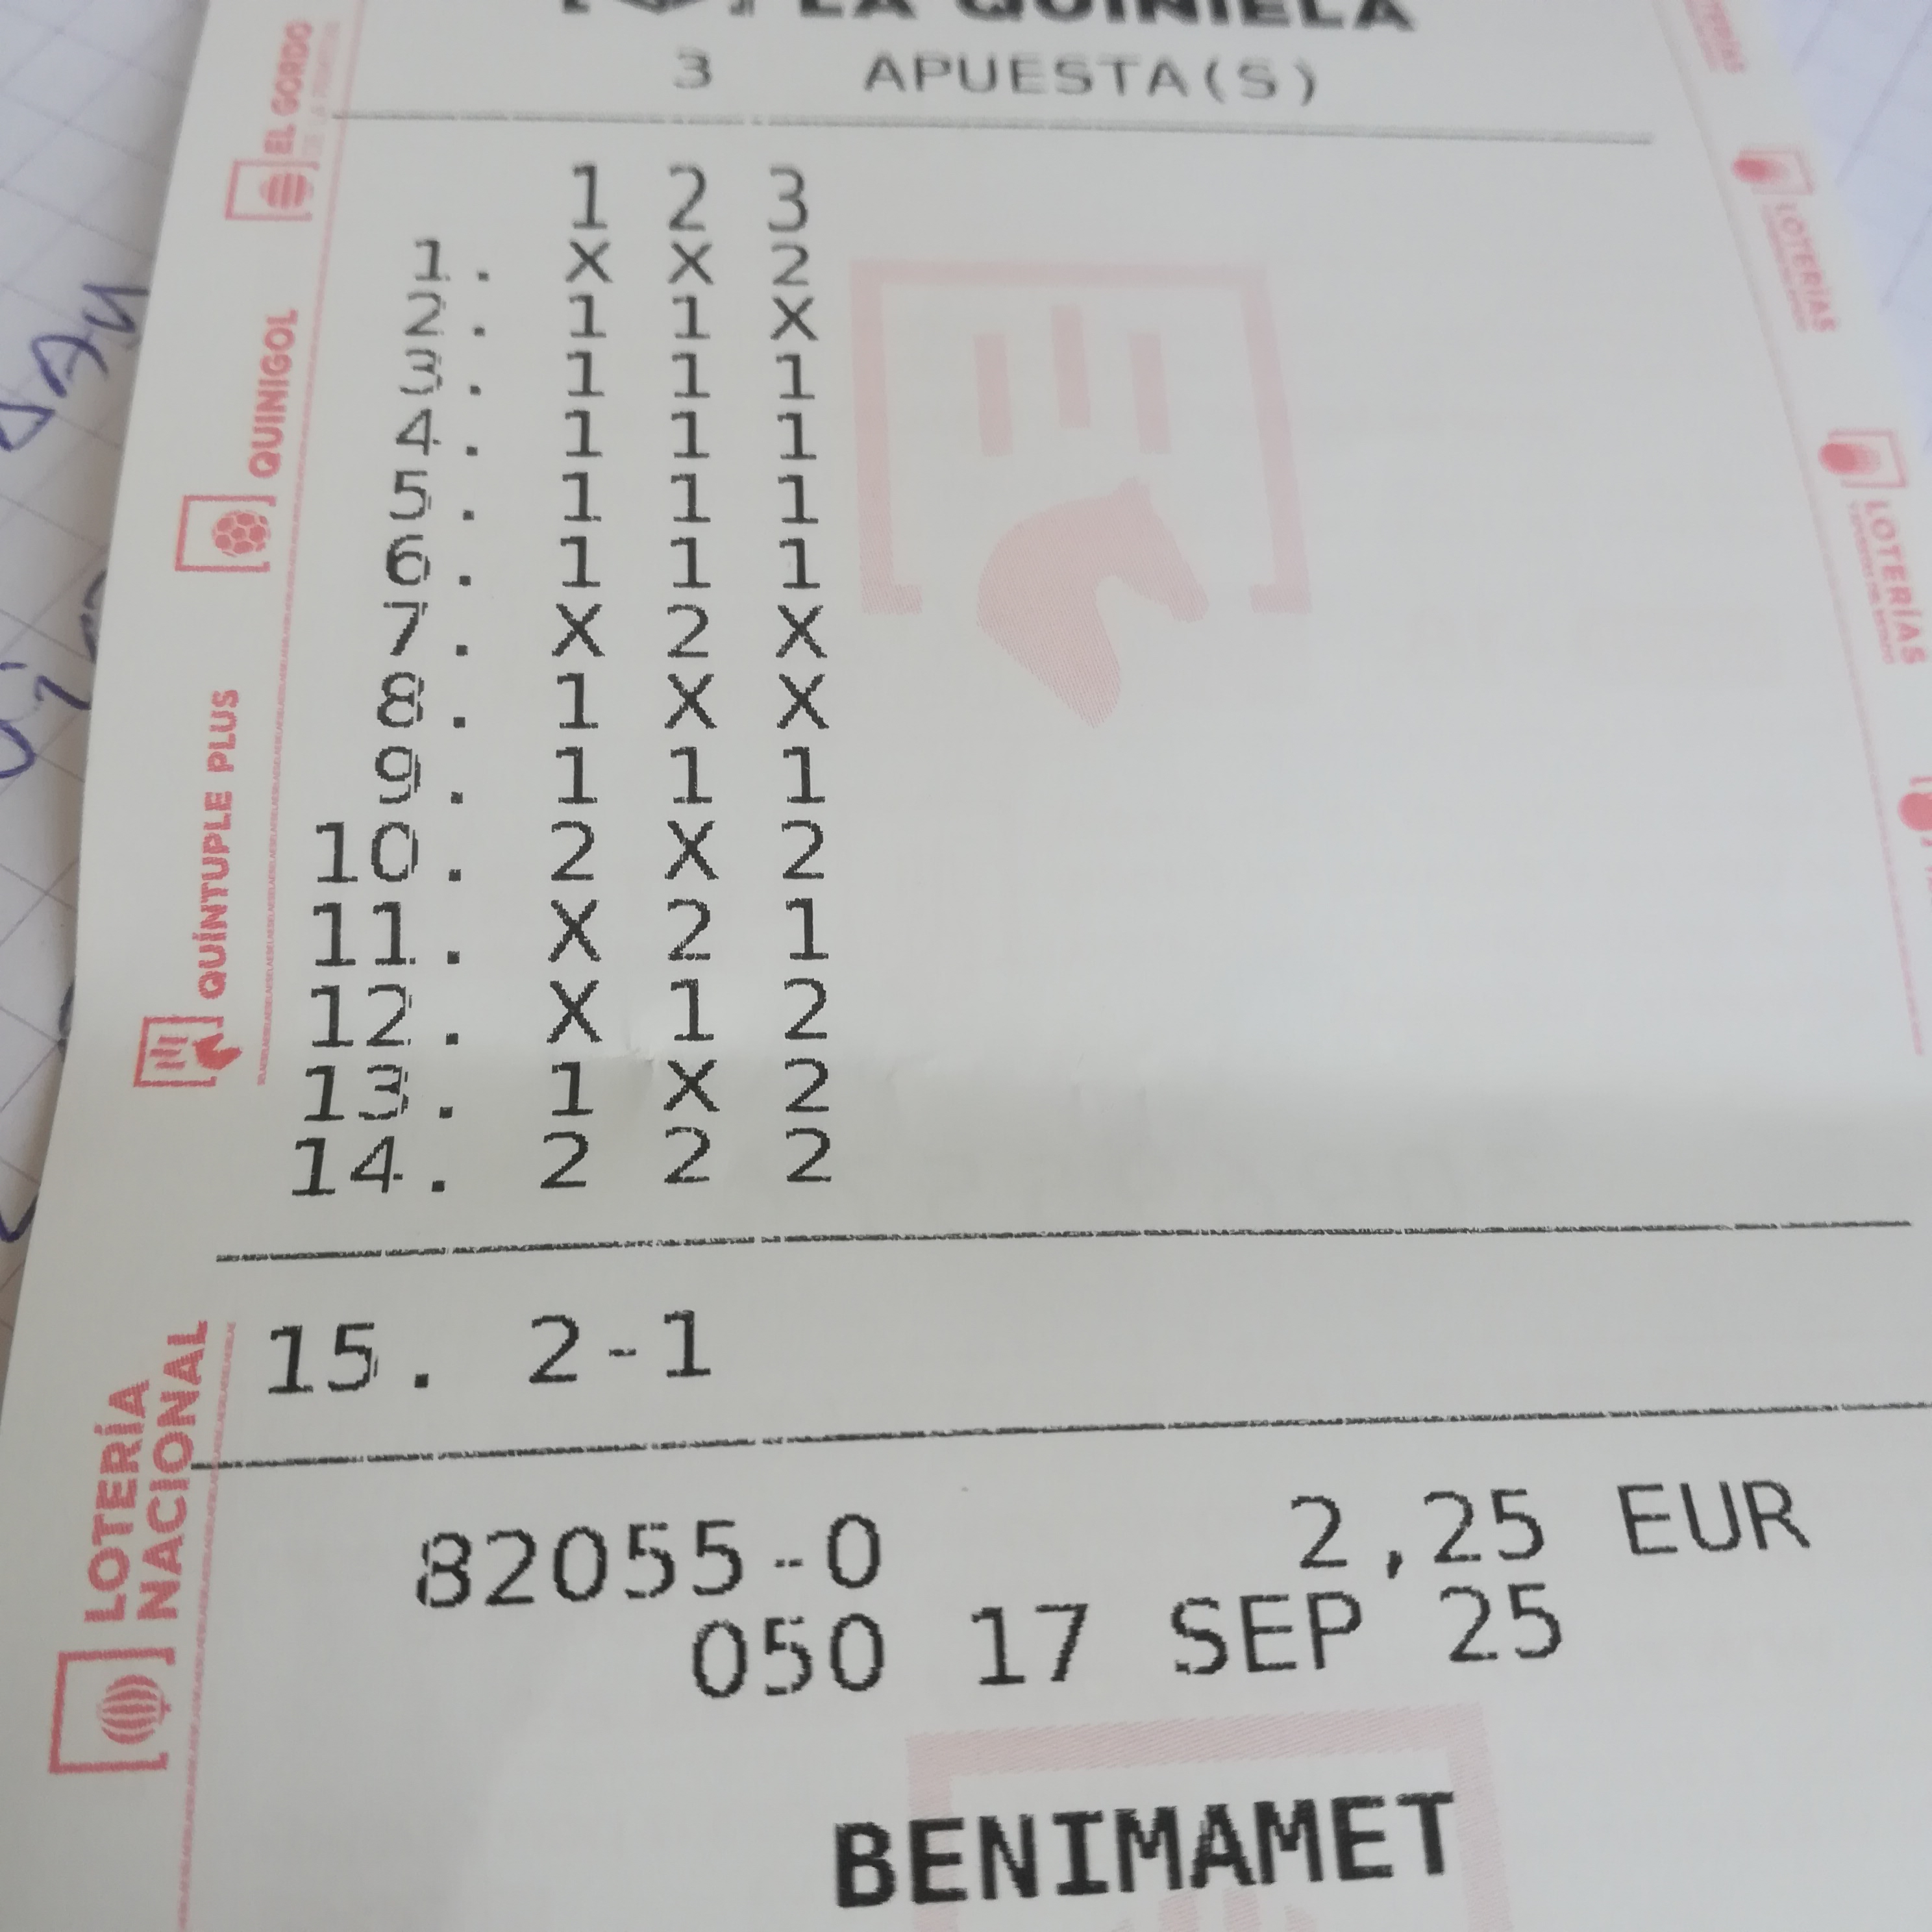 LA QUINIELA
3 APUESTA(S)
1 2 3
1. X X 2
2. 1 1 X
3. 1 1 1
4. 1 1 1
5. 1 1 1
6. 1 1 1
7. X 2 X
8. 1 X X
9. 1 1 1
10. 2 X 2
11. X 2 1
12. X 1 2
13. 1 X 2
14. 2 2 2
15. 2-1
82055-0 2,25 EUR
050 17 SEP 25
BENIMAMET
EL GORDO
QUINIGOL
QUÍNTUPLE PLUS
LOTERÍA
NACIONAL
LOTERÍAS
LOTERÍAS